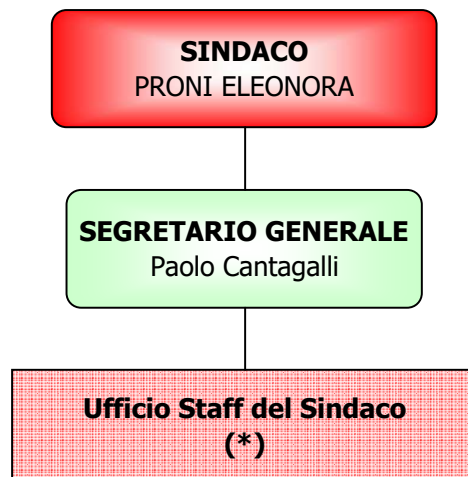 SINDACO
PRONI ELEONORA
SEGRETARIO GENERALE
Paolo Cantagalli
Ufficio Staff del Sindaco
(*)